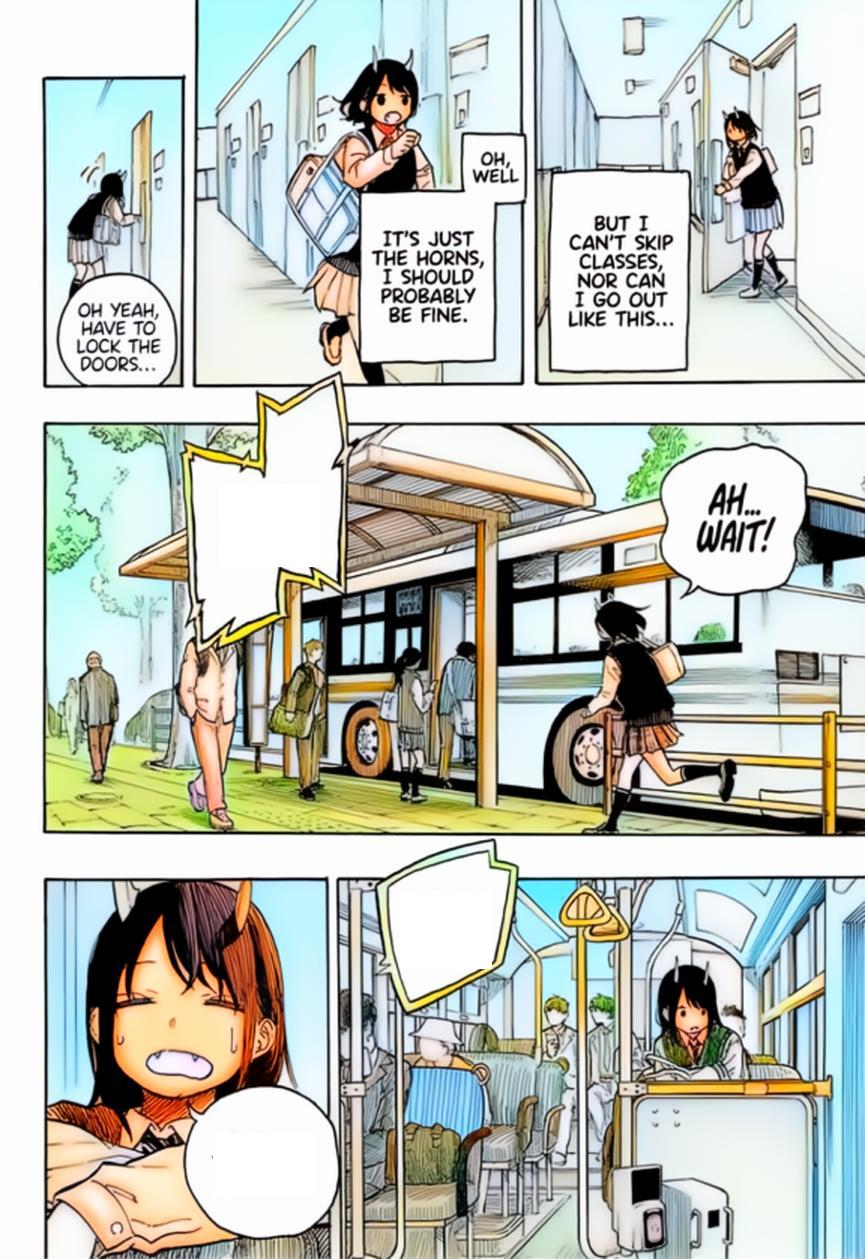 BUT I
CAN'T SKIP
CLASSES,
NOR CAN
I GO OUT
LIKE THIS...
OH,
WELL
IT'S JUST
THE HORNS,
I SHOULD
PROBABLY
BE FINE.
OH YEAH,
HAVE TO
LOCK THE
DOORS...
AH...
WAIT!